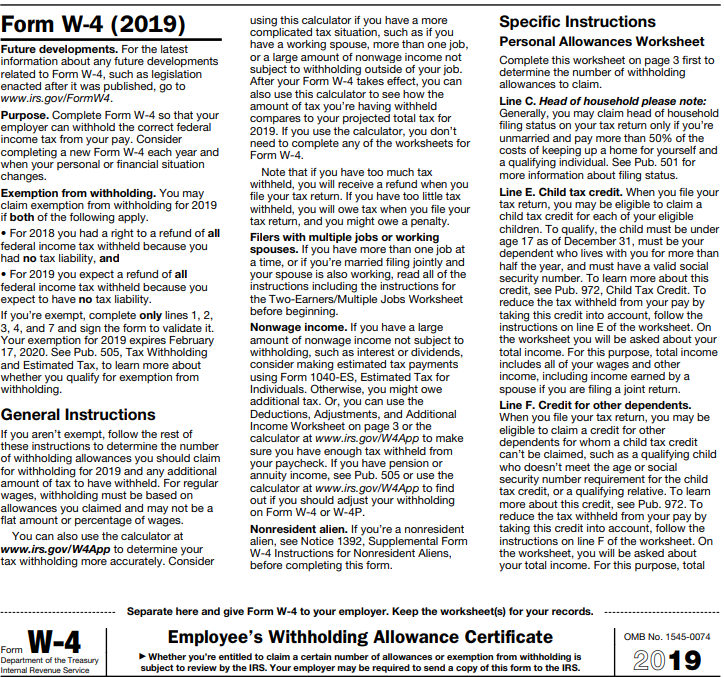 Form W-4 (2019)
Future developments. For the latest
information about any future developments
related to Form W-4, such as legislation
enacted after it was published, go to
www.irs.gov/FormW4.
Purpose. Complete Form W-4 so that your
employer can withhold the correct federal
income tax from your pay. Consider
completing a new Form W-4 each year and
when your personal or financial situation
changes.
Exemption from withholding. You may
claim exemption from withholding for 2019
if both of the following apply.
• For 2018 you had a right to a refund of all
federal income tax withheld because you
had no tax liability, and
• For 2019 you expect a refund of all
federal income tax withheld because you
expect to have no tax liability.
If you’re exempt, complete only lines 1, 2,
3, 4, and 7 and sign the form to validate it.
Your exemption for 2019 expires February
17, 2020. See Pub. 505, Tax Withholding
and Estimated Tax, to learn more about
whether you qualify for exemption from
withholding.
General Instructions
If you aren’t exempt, follow the rest of
these instructions to determine the number
of withholding allowances you should claim
for withholding for 2019 and any additional
amount of tax to have withheld. For regular
wages, withholding must be based on
allowances you claimed and may not be a
flat amount or percentage of wages.
You can also use the calculator at
www.irs.gov/W4App to determine your
tax withholding more accurately. Consider
using this calculator if you have a more
complicated tax situation, such as if you
have a working spouse, more than one job,
or a large amount of nonwage income not
subject to withholding outside of your job.
After your Form W-4 takes effect, you can
also use this calculator to see how the
amount of tax you’re having withheld
compares to your projected total tax for
2019. If you use the calculator, you don’t
need to complete any of the worksheets for
Form W-4.
Note that if you have too much tax
withheld, you will receive a refund when you
file your tax return. If you have too little tax
withheld, you will owe tax when you file your
tax return, and you might owe a penalty.
Filers with multiple jobs or working
spouses. If you have more than one job at
a time, or if you’re married filing jointly and
your spouse is also working, read all of the
instructions including the instructions for
the Two-Earners/Multiple Jobs Worksheet
before beginning.
Nonwage income. If you have a large
amount of nonwage income not subject to
withholding, such as interest or dividends,
consider making estimated tax payments
using Form 1040-ES, Estimated Tax for
Individuals. Otherwise, you might owe
additional tax. Or, you can use the
Deductions, Adjustments, and Additional
Income Worksheet on page 3 or the
calculator at www.irs.gov/W4App to make
sure you have enough tax withheld from
your paycheck. If you have pension or
annuity income, see Pub. 505 or use the
calculator at www.irs.gov/W4App to find
out if you should adjust your withholding
on Form W-4 or W-4P.
Nonresident alien. If you’re a nonresident
alien, see Notice 1392, Supplemental Form
W-4 Instructions for Nonresident Aliens,
before completing this form.
Specific Instructions
Personal Allowances Worksheet
Complete this worksheet on page 3 first to
determine the number of withholding
allowances to claim.
Line C. Head of household please note:
Generally, you may claim head of household
filing status on your tax return only if you’re
unmarried and pay more than 50% of the
costs of keeping up a home for yourself and
a qualifying individual. See Pub. 501 for
more information about filing status.
Line E. Child tax credit. When you file your
tax return, you may be eligible to claim a
child tax credit for each of your eligible
children. To qualify, the child must be under
age 17 as of December 31, must be your
dependent who lives with you for more than
half the year, and must have a valid social
security number. To learn more about this
credit, see Pub. 972, Child Tax Credit. To
reduce the tax withheld from your pay by
taking this credit into account, follow the
instructions on line E of the worksheet. On
the worksheet you will be asked about your
total income. For this purpose, total income
includes all of your wages and other
income, including income earned by a
spouse if you are filing a joint return.
Line F. Credit for other dependents.
When you file your tax return, you may be
eligible to claim a credit for other
dependents for whom a child tax credit
can’t be claimed, such as a qualifying child
who doesn’t meet the age or social
security number requirement for the child
tax credit, or a qualifying relative. To learn
more about this credit, see Pub. 972. To
reduce the tax withheld from your pay by
taking this credit into account, follow the
instructions on line F of the worksheet. On
the worksheet, you will be asked about
your total income. For this purpose, total
Separate here and give Form W-4 to your employer. Keep the worksheet(s) for your records.
Form W-4
Department of the Treasury
Internal Revenue Service
Employee’s Withholding Allowance Certificate
▶ Whether you’re entitled to claim a certain number of allowances or exemption from withholding is
subject to review by the IRS. Your employer may be required to send a copy of this form to the IRS.
OMB No. 1545-0074
2019